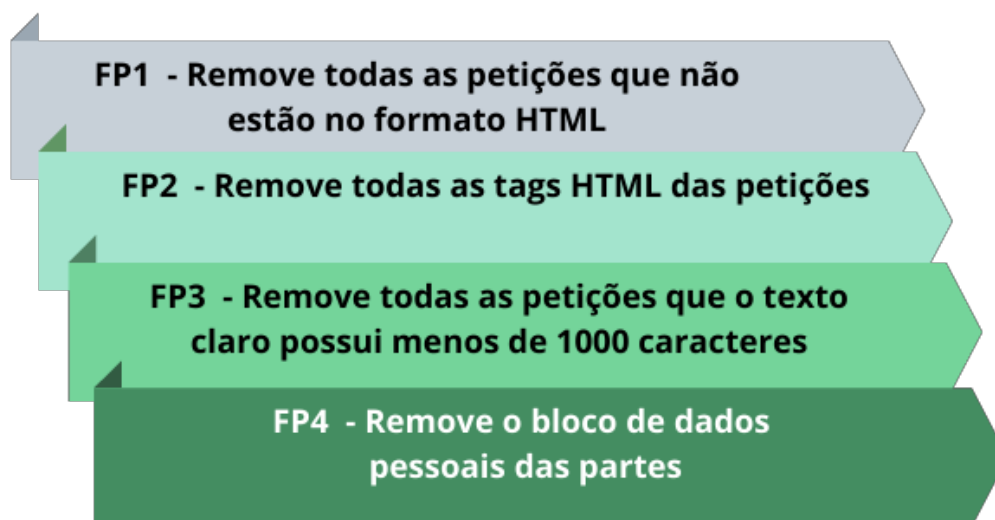 FP1 - Remove todas as petições que não
estão no formato HTML
FP2 - Remove todas as tags HTML das petições
FP3 - Remove todas as petições que o texto
claro possui menos de 1000 caracteres
FP4 - Remove o bloco de dados
pessoais das partes